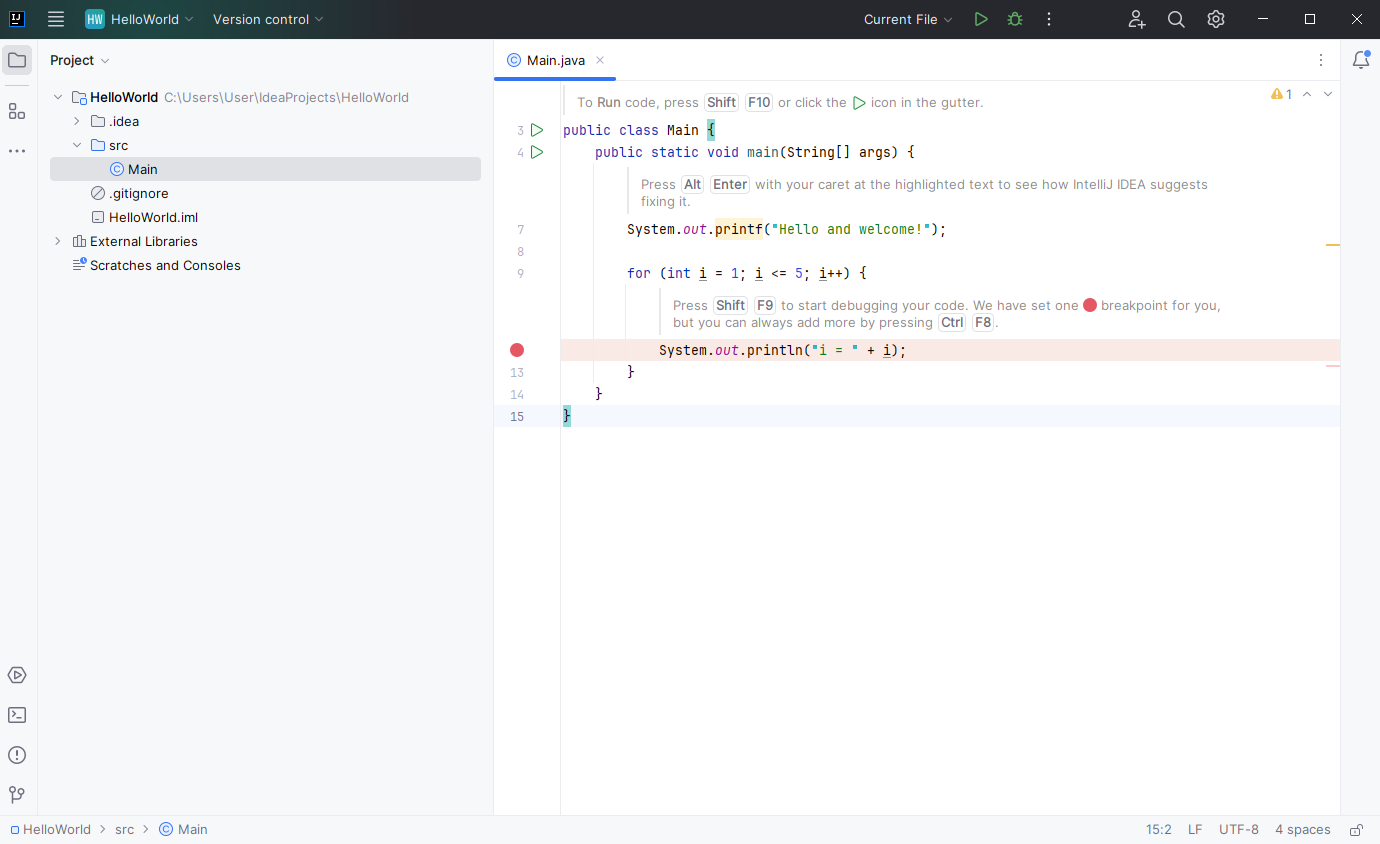 HW HelloWorld Version control Current File
Project
Main.java
HelloWorld C:\Users\User\IdeaProjects\HelloWorld
.idea
src
Main
.gitignore
HelloWorld.iml
External Libraries
Scratches and Consoles
To Run code, press Shift F10 or click the icon in the gutter.
1
3 public class Main {
4 public static void main(String[] args) {
Press Alt Enter with your caret at the highlighted text to see how IntelliJ IDEA suggests
fixing it.
7 System.out.printf("Hello and welcome!");
8
9 for (int i = 1; i <= 5; i++) {
Press Shift F9 to start debugging your code. We have set one breakpoint for you,
but you can always add more by pressing Ctrl F8.
System.out.println("i = " + i);
13 }
14 }
15 }
HelloWorld > src > Main
15:2 LF UTF-8 4 spaces